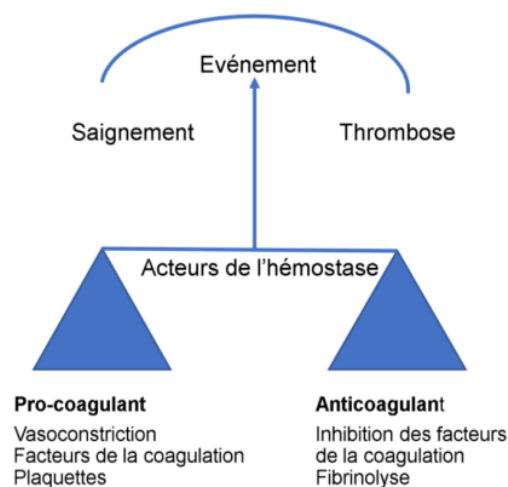 Evénement
Saignement
Thrombose
Acteurs de l'hémostase
Pro-coagulant
Vasoconstriction
Facteurs de la coagulation
Plaquettes
Anticoagulant
Inhibition des facteurs
de la coagulation
Fibrinolyse